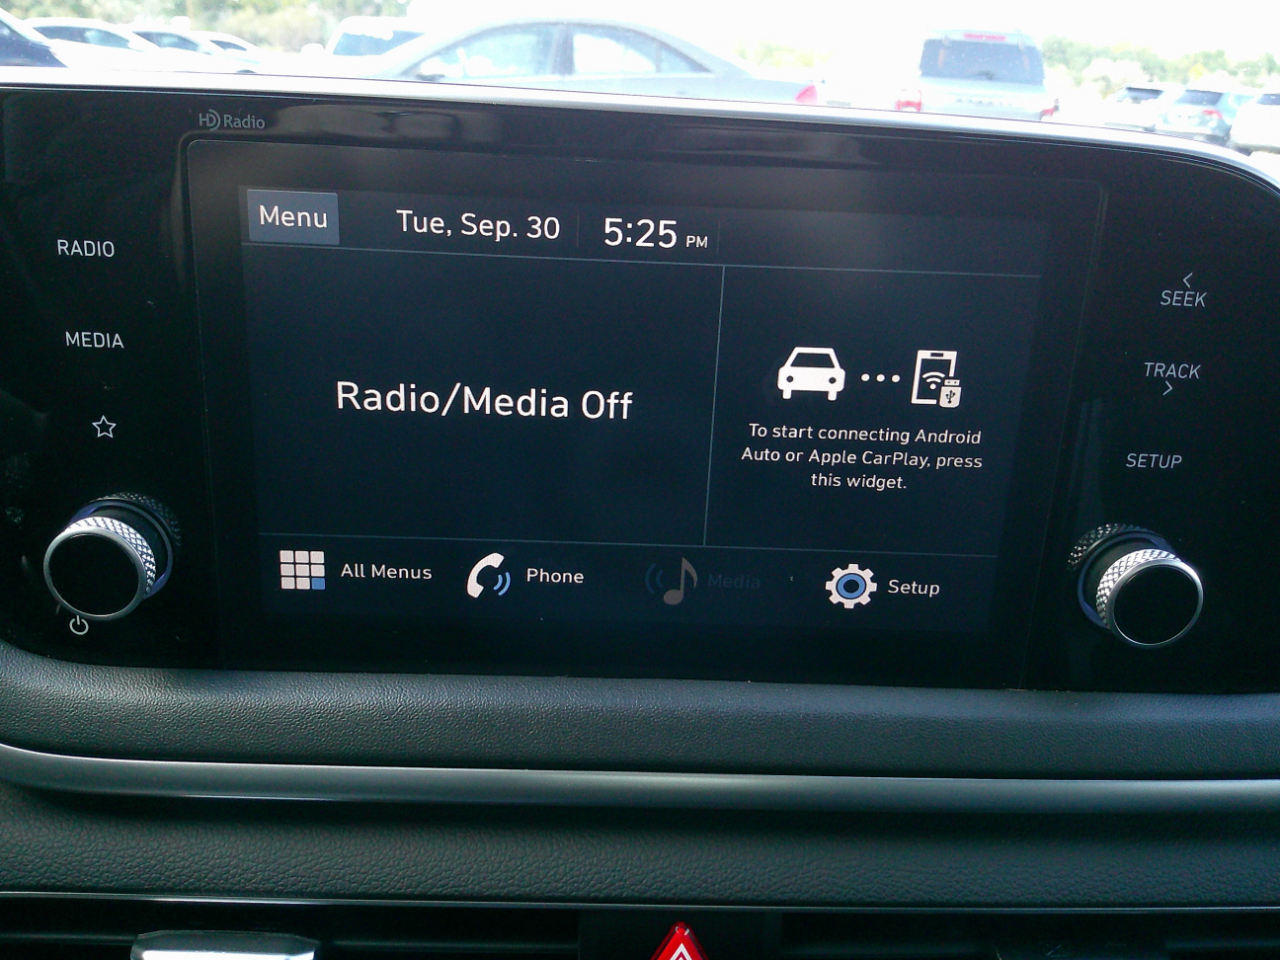 HD Radio
Menu
Tue, Sep. 30
5:25 PM
RADIO
MEDIA
SEEK
TRACK
SETUP
Radio/Media Off
To start connecting Android
Auto or Apple CarPlay, press
this widget.
All Menus
Phone
Media
Setup